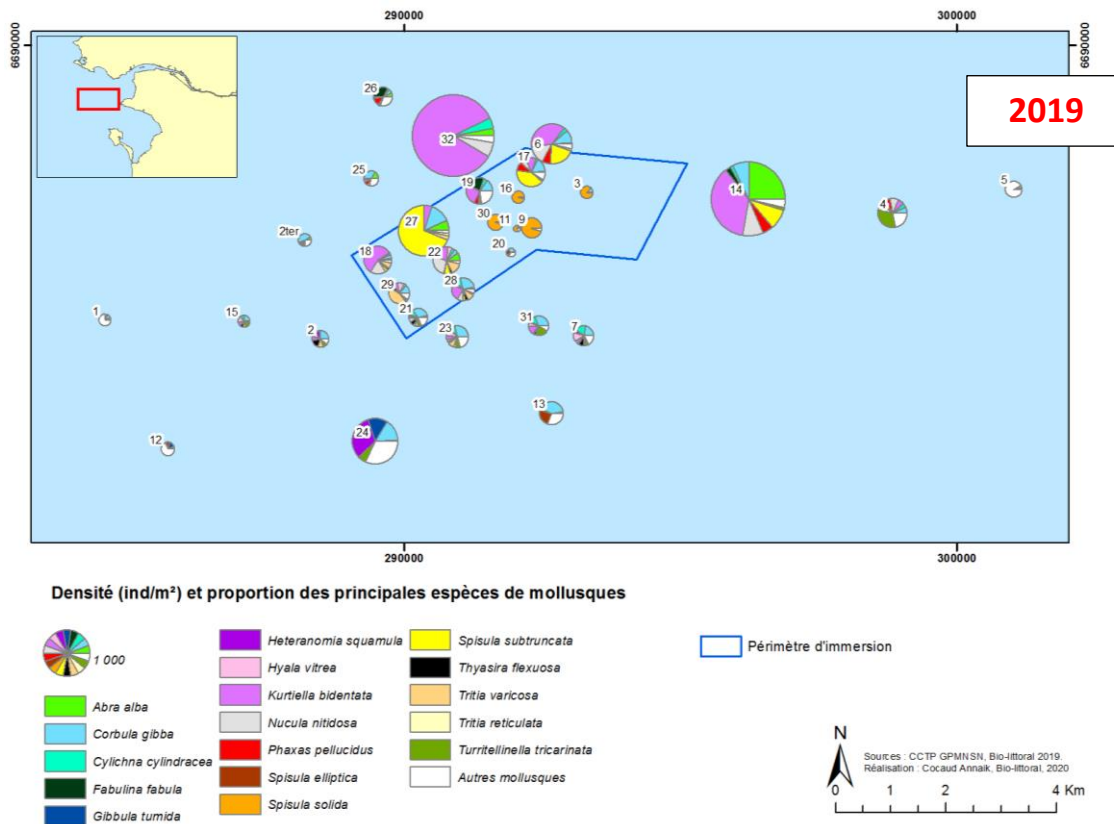 290000
300000
6690000
6690000
2019
26
32
6
17
25
19
16
3
14
5
4
27
30
11
9
2ter
18
22
20
29
28
1
15
21
2
23
31
7
13
24
12
290000
300000
Densité (ind/m²) et proportion des principales espèces de mollusques
1 000
Abra alba
Corbula gibba
Cylichna cylindracea
Fabulina fabula
Gibbula tumida
Heteranomia squamula
Hyala vitrea
Kurtiella bidentata
Nucula nitidosa
Phaxas pellucidus
Spisula elliptica
Spisula solida
Spisula subtruncata
Thyasira flexuosa
Tritia varicosa
Tritia reticulata
Turritellinella tricarinata
Autres mollusques
Périmètre d'immersion
N
Sources : CCTP GPMNSN, Bio-littoral 2019.
Réalisation : Cocaud Annaik, Bio-littoral, 2020
0 1 2 4 Km